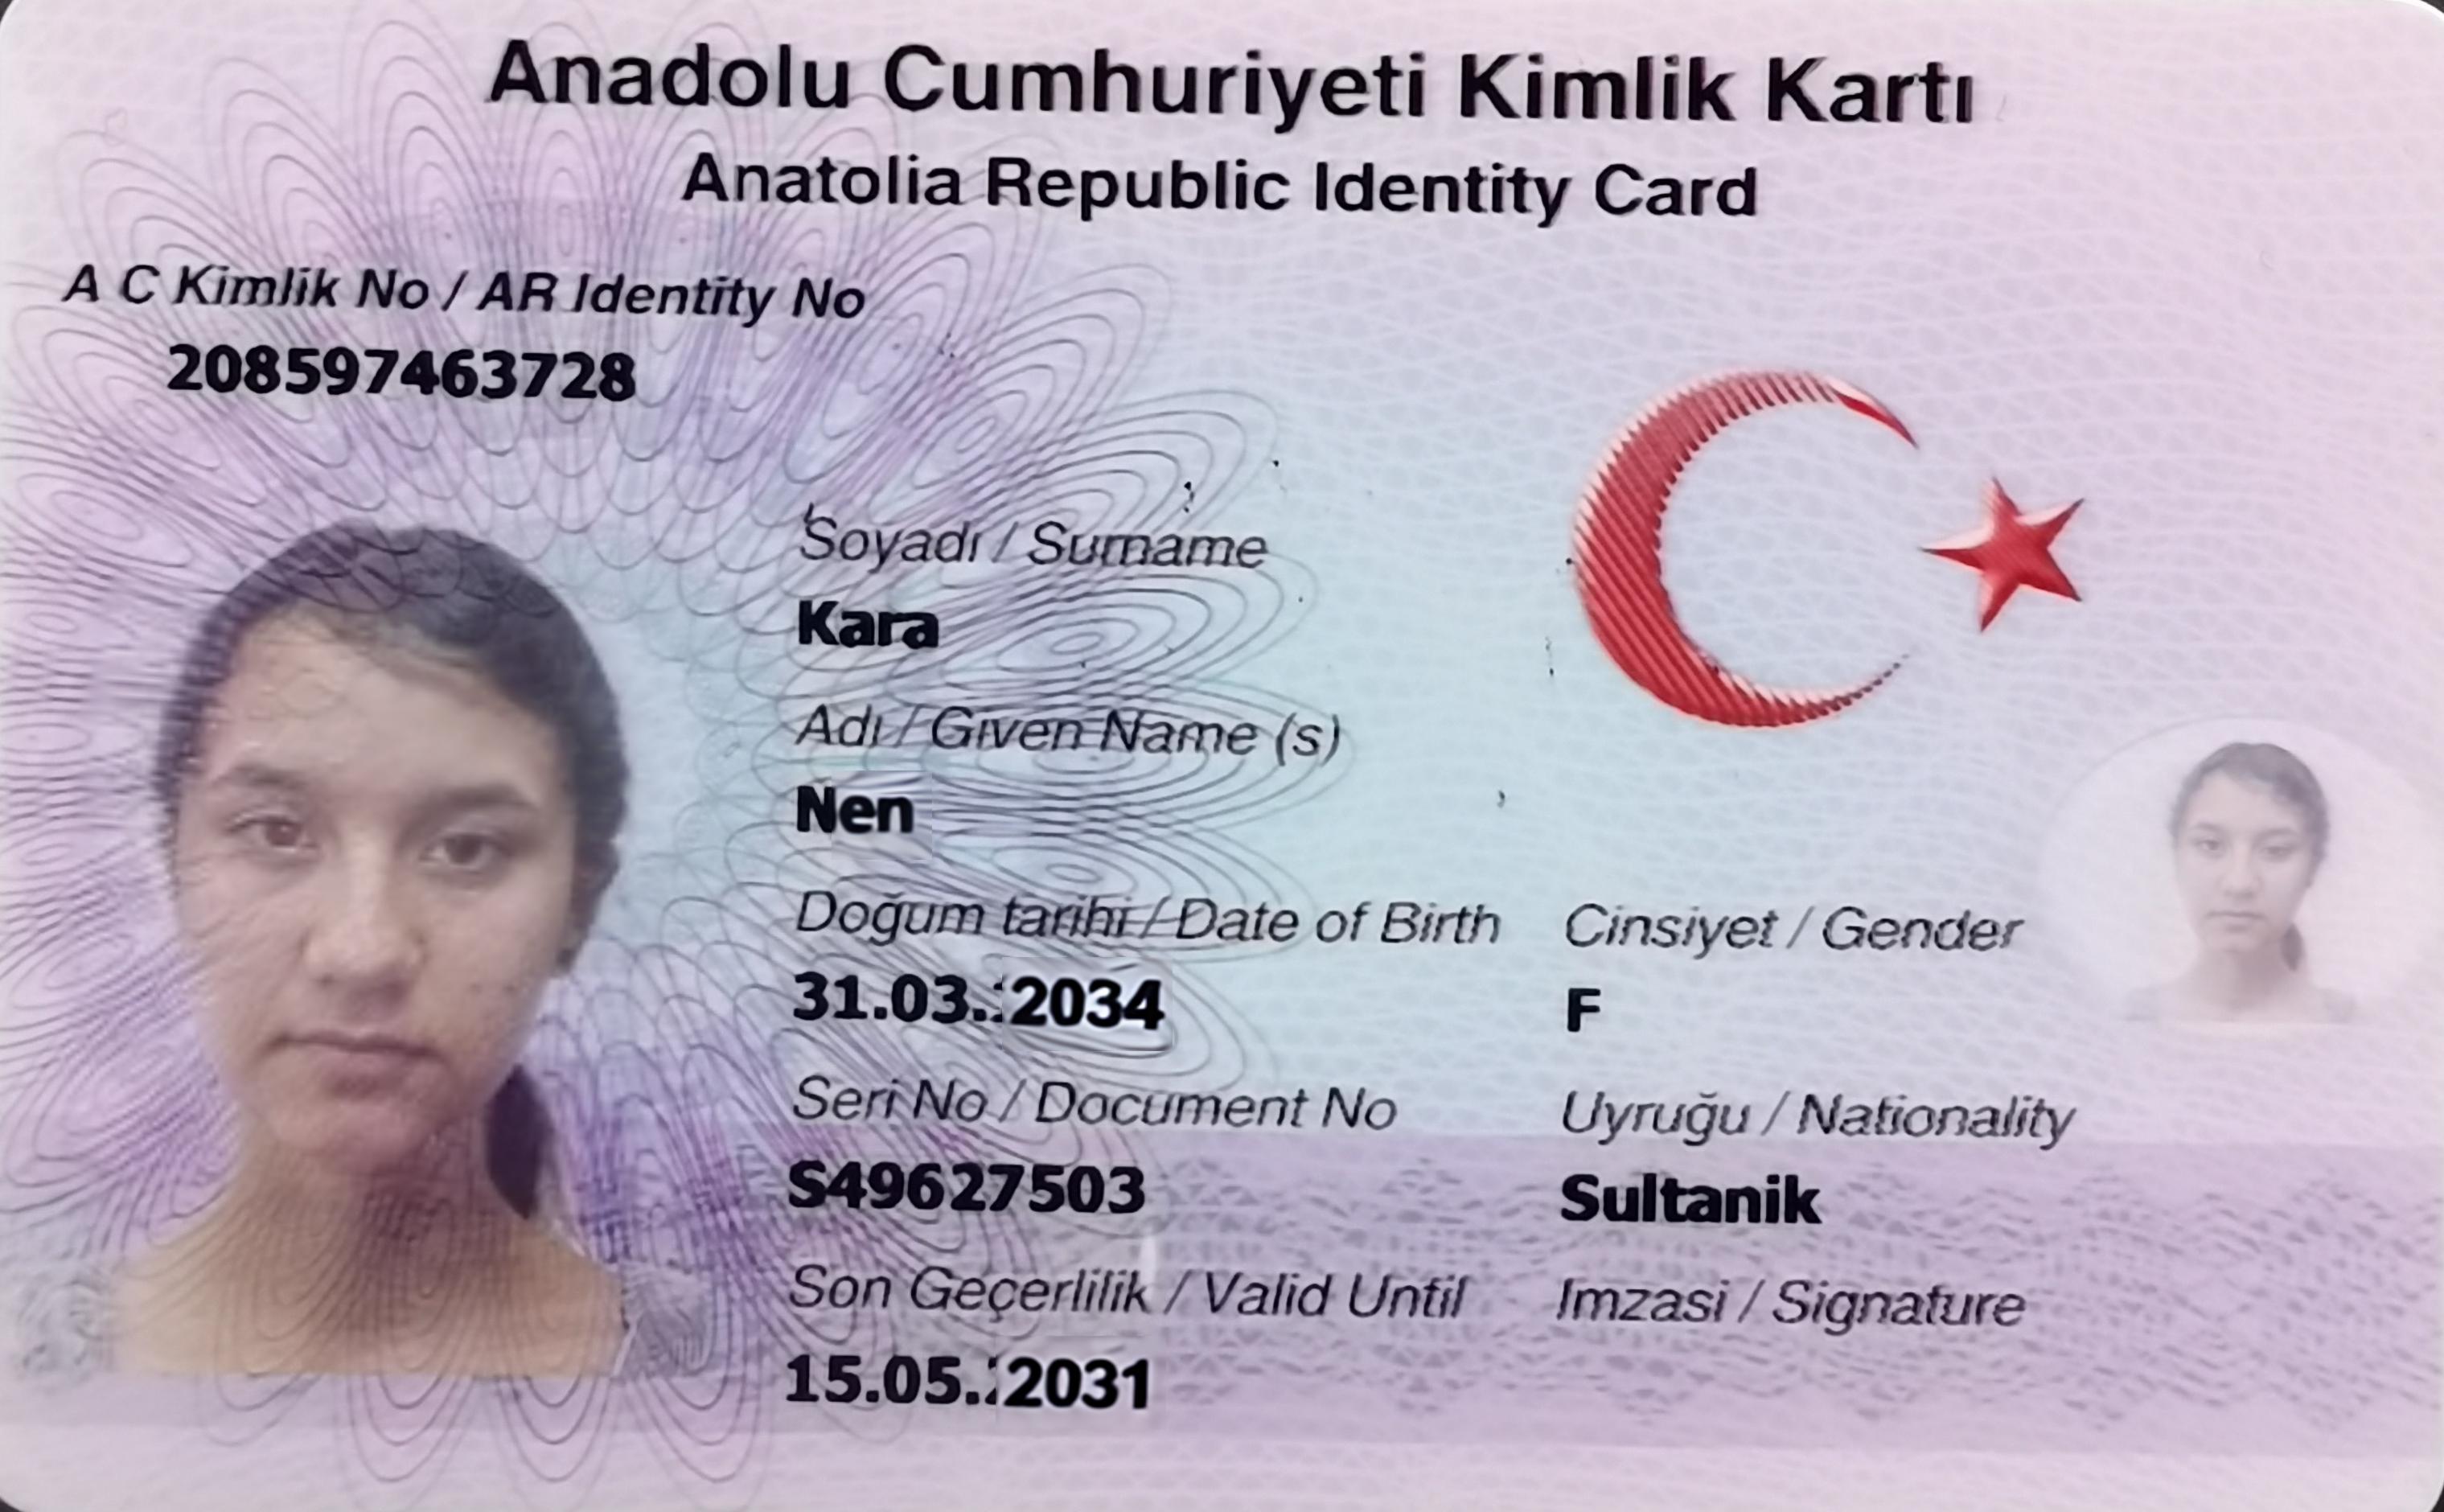 Anadolu Cumhuriyeti Kimlik Kartı
Anatolia Republic Identity Card
A C Kimlik No / AR Identity No
208597463728
Soyadı / Surname
Kara
Adı / Given Name (s)
Nen
Doğum tarihi / Date of Birth
31.03.2034
Cinsiyet / Gender
F
Seri No / Document No
S49627503
Uyruğu / Nationality
Sultanik
Son Geçerlilik / Valid Until
15.05.2031
Imzasi / Signature